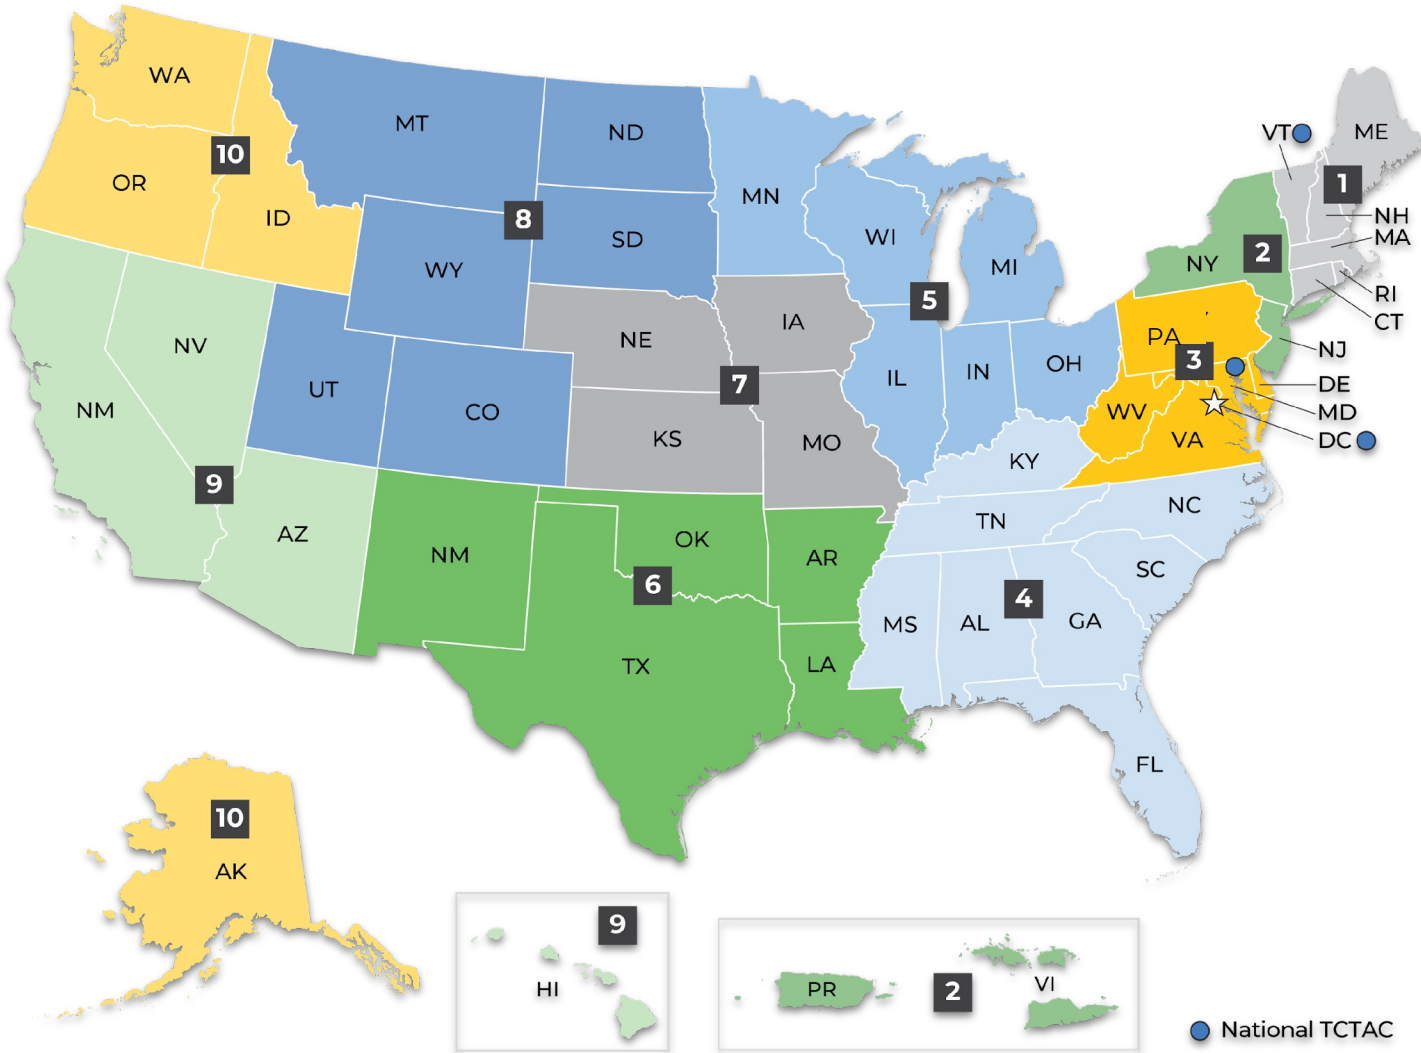 WA
MT
ND
MN
VT
ME
10
OR
ID
8
SD
WI
MI
1
NH
MA
2
NY
WY
5
RI
CT
NE
IA
PA
NJ
NV
7
IL
IN
OH
3
DE
UT
CO
WV
MD
NM
KS
MO
VA
DC
KY
9
NC
TN
AZ
NM
OK
AR
SC
6
4
MS
AL
GA
TX
LA
FL
10
AK
9
HI
PR
2
VI
National TCTAC